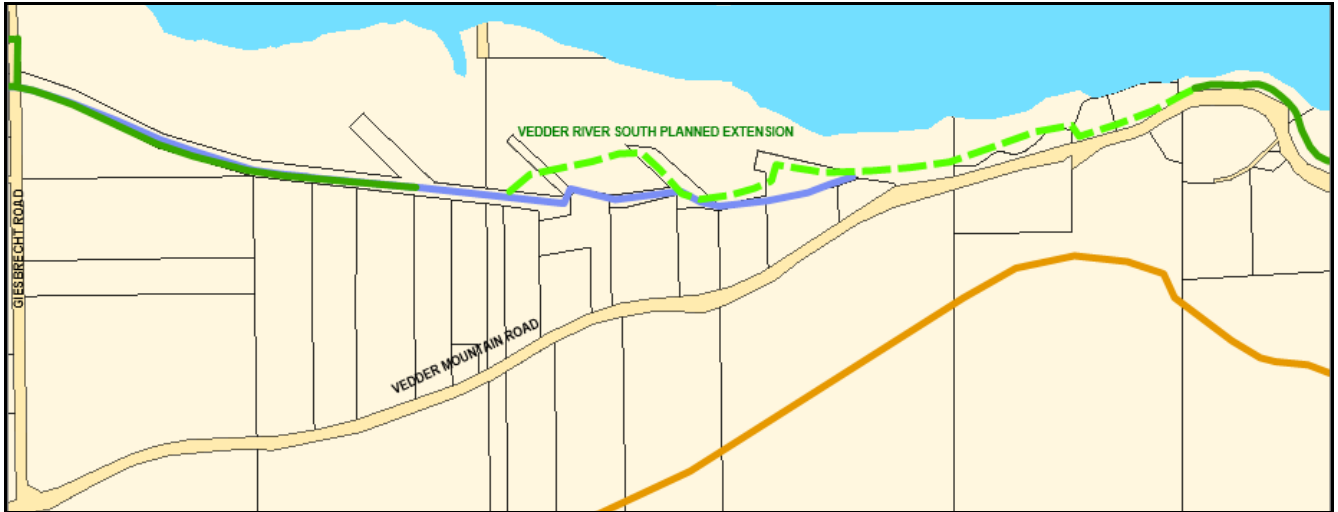 VEDDER RIVER SOUTH PLANNED EXTENSION
GIESBRECHT ROAD
VEDDER MOUNTAIN ROAD